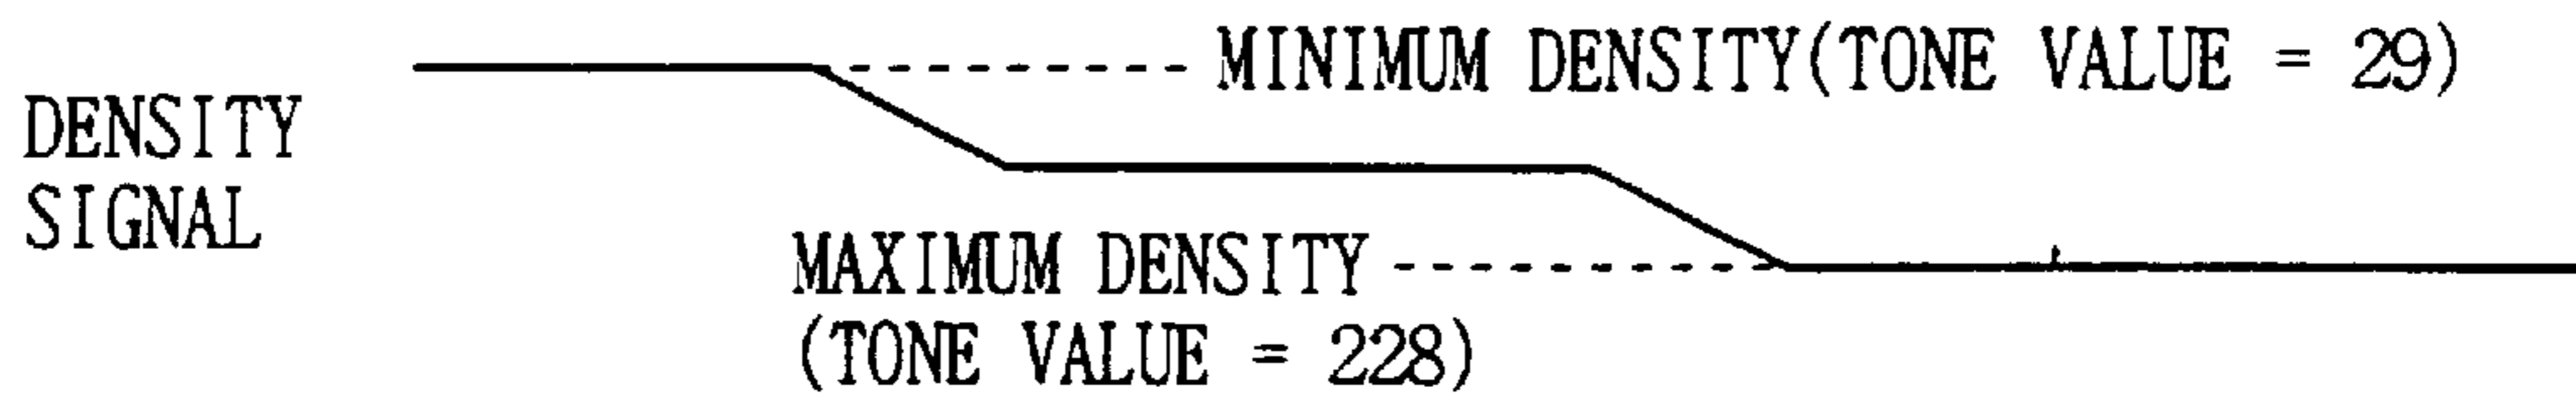 MINIMUM DENSITY(TONE VALUE = 29)
DENSITY
SIGNAL
MAXIMUM DENSITY
(TONE VALUE = 228)